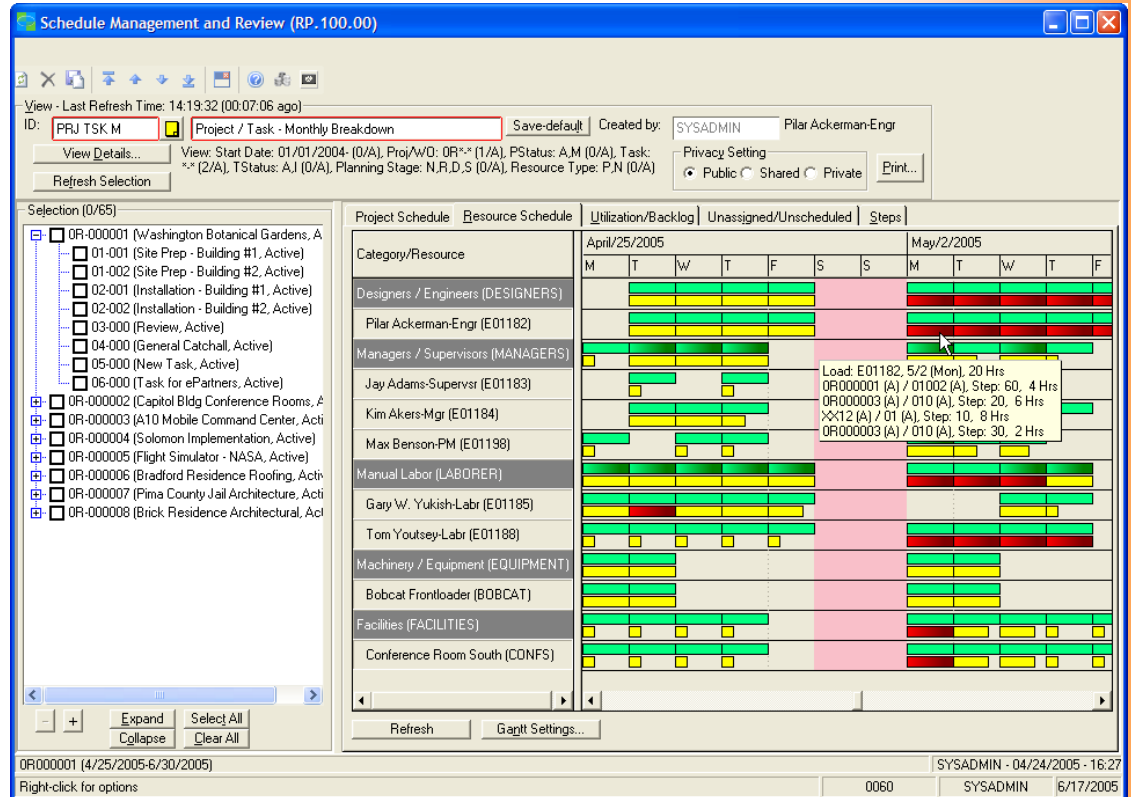 Schedule Management and Review (RP.100.00)
View - Last Refresh Time: 14:19:32 (00:07:06 ago)
ID: PRJ TSK M Project / Task - Monthly Breakdown Save-default Created by: SYSADMIN Pilar Ackerman-Engr
View Details... View: Start Date: 01/01/2004- (0/A), Proj/WO: 0R*-* (1/A), PStatus: A,M (0/A), Task:
*-* (2/A), TStatus: A,I (0/A), Planning Stage: N,R,D,S (0/A), Resource Type: P,N (0/A)
Refresh Selection
Privacy Setting
Public Shared Private Print...
Selection (0/65)
0R-000001 (Washington Botanical Gardens, A
01-001 (Site Prep - Building #1, Active)
01-002 (Site Prep - Building #2, Active)
02-001 (Installation - Building #1, Active)
02-002 (Installation - Building #2, Active)
03-000 (Review, Active)
04-000 (General Catchall, Active)
05-000 (New Task, Active)
06-000 (Task for ePartners, Active)
0R-000002 (Capitol Bldg Conference Rooms, A
0R-000003 (A10 Mobile Command Center, Acti
0R-000004 (Solomon Implementation, Active)
0R-000005 (Flight Simulator - NASA, Active)
0R-000006 (Bradford Residence Roofing, Activ
0R-000007 (Pima County Jail Architecture, Acti
0R-000008 (Brick Residence Architectural, Act
- + Expand Select All
Collapse Clear All
Project Schedule Resource Schedule Utilization/Backlog Unassigned/Unscheduled Steps
Category/Resource
April/25/2005 May/2/2005
M T W T F S S M T W T F
Designers / Engineers (DESIGNERS)
Pilar Ackerman-Engr (E01182)
Managers / Supervisors (MANAGERS)
Jay Adams-Supervsr (E01183)
Kim Akers-Mgr (E01184)
Max Benson-PM (E01198)
Manual Labor (LABORER)
Gary W. Yukish-Labr (E01185)
Tom Youtsey-Labr (E01188)
Machinery / Equipment (EQUIPMENT)
Bobcat Frontloader (BOBCAT)
Facilities (FACILITIES)
Conference Room South (CONFS)
Load: E01182, 5/2 (Mon), 20 Hrs
0R000001 (A) / 01002 (A), Step: 60, 4 Hrs
0R000003 (A) / 010 (A), Step: 20, 6 Hrs
XX12 (A) / 01 (A), Step: 10, 8 Hrs
0R000003 (A) / 010 (A), Step: 30, 2 Hrs
Refresh Gantt Settings...
0R000001 (4/25/2005-6/30/2005) SYSADMIN - 04/24/2005 - 16:27
Right-click for options 0060 SYSADMIN 6/17/2005